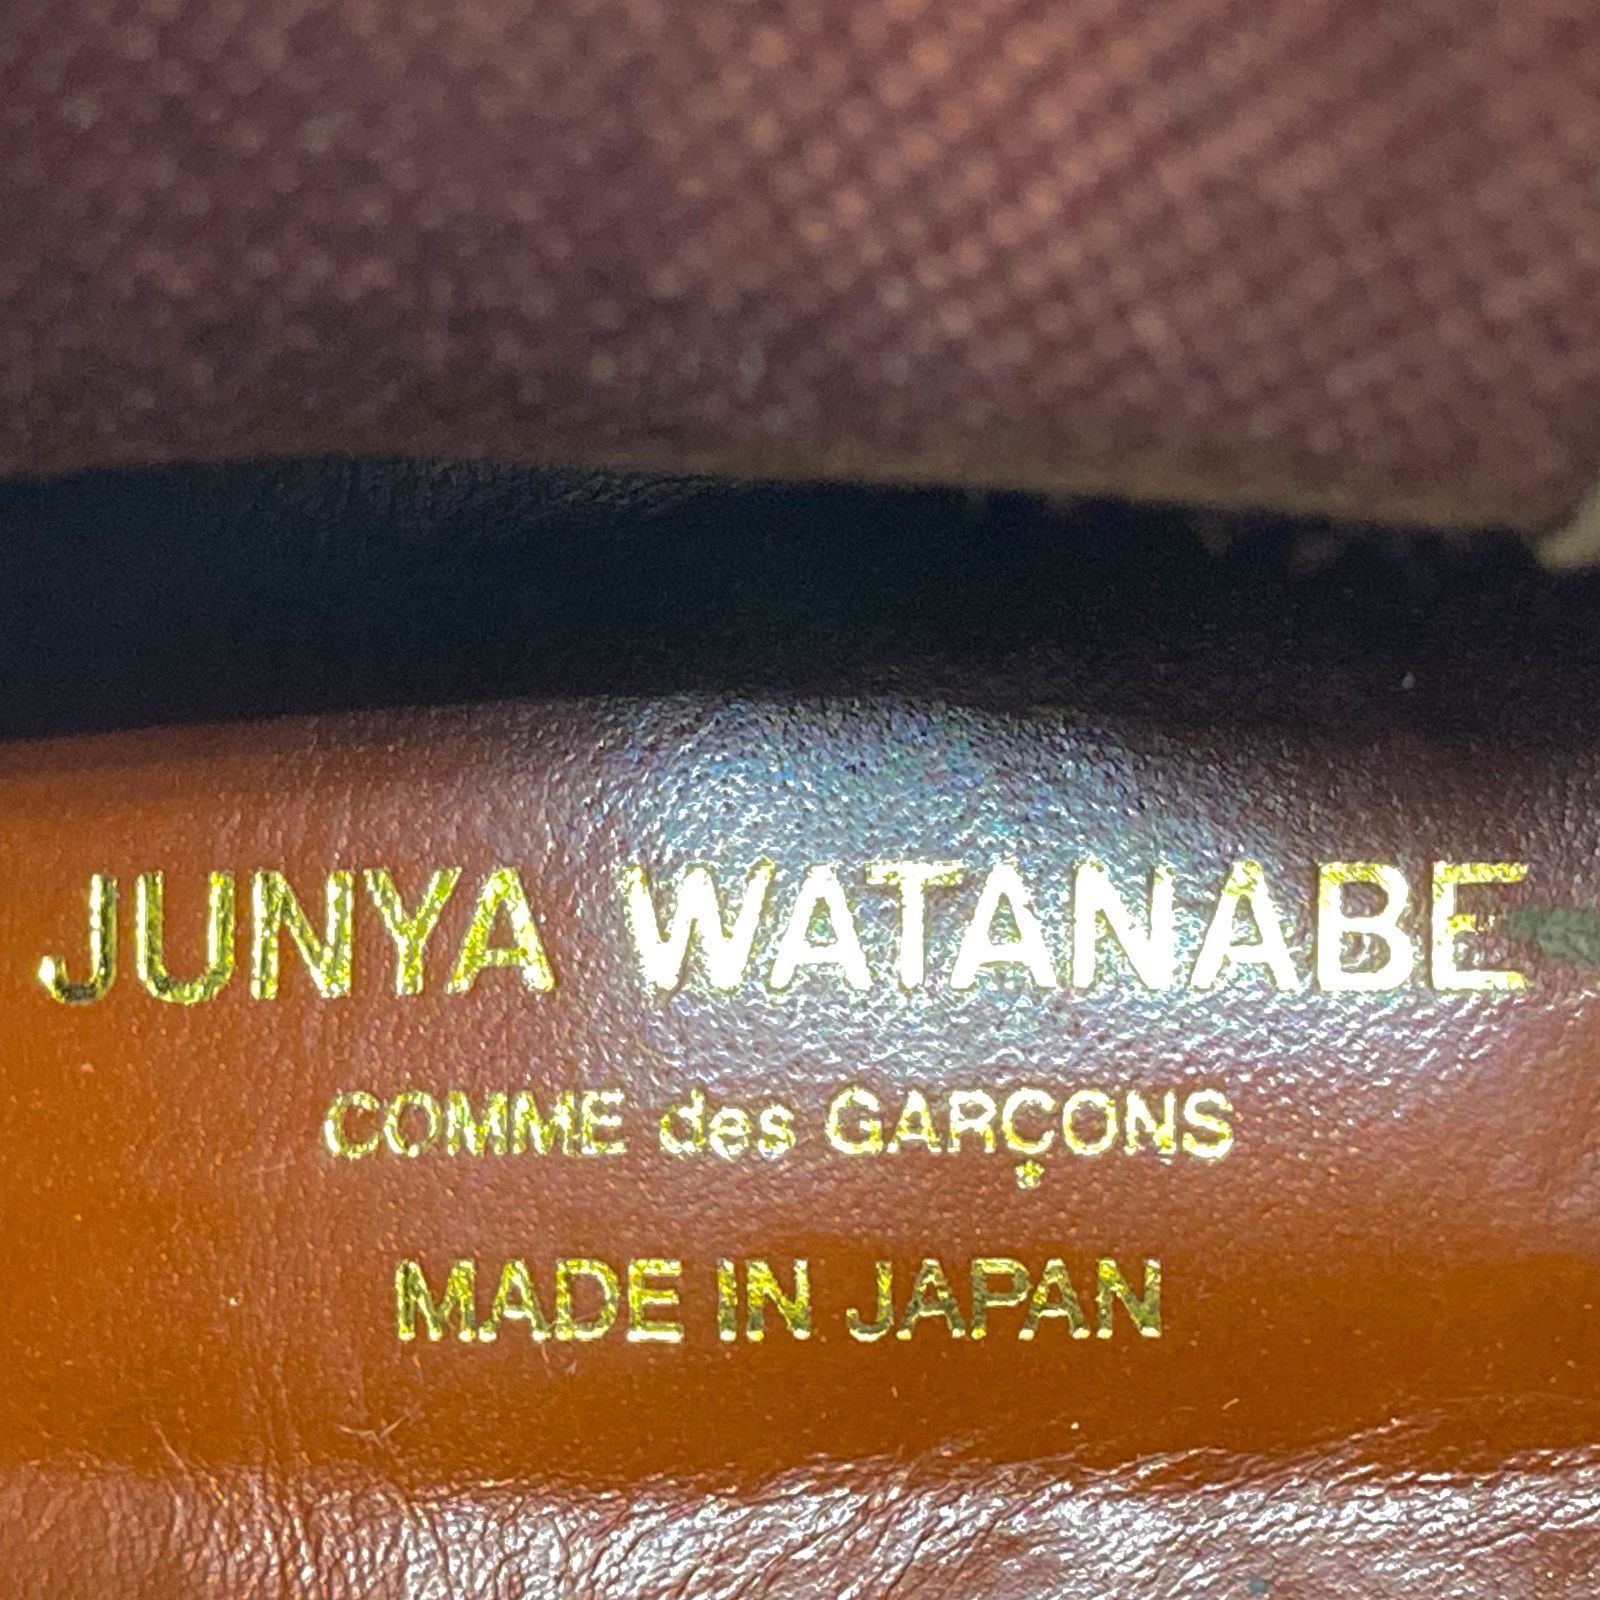 JUNYA WATANABE
COMME des GARÇONS
MADE IN JAPAN